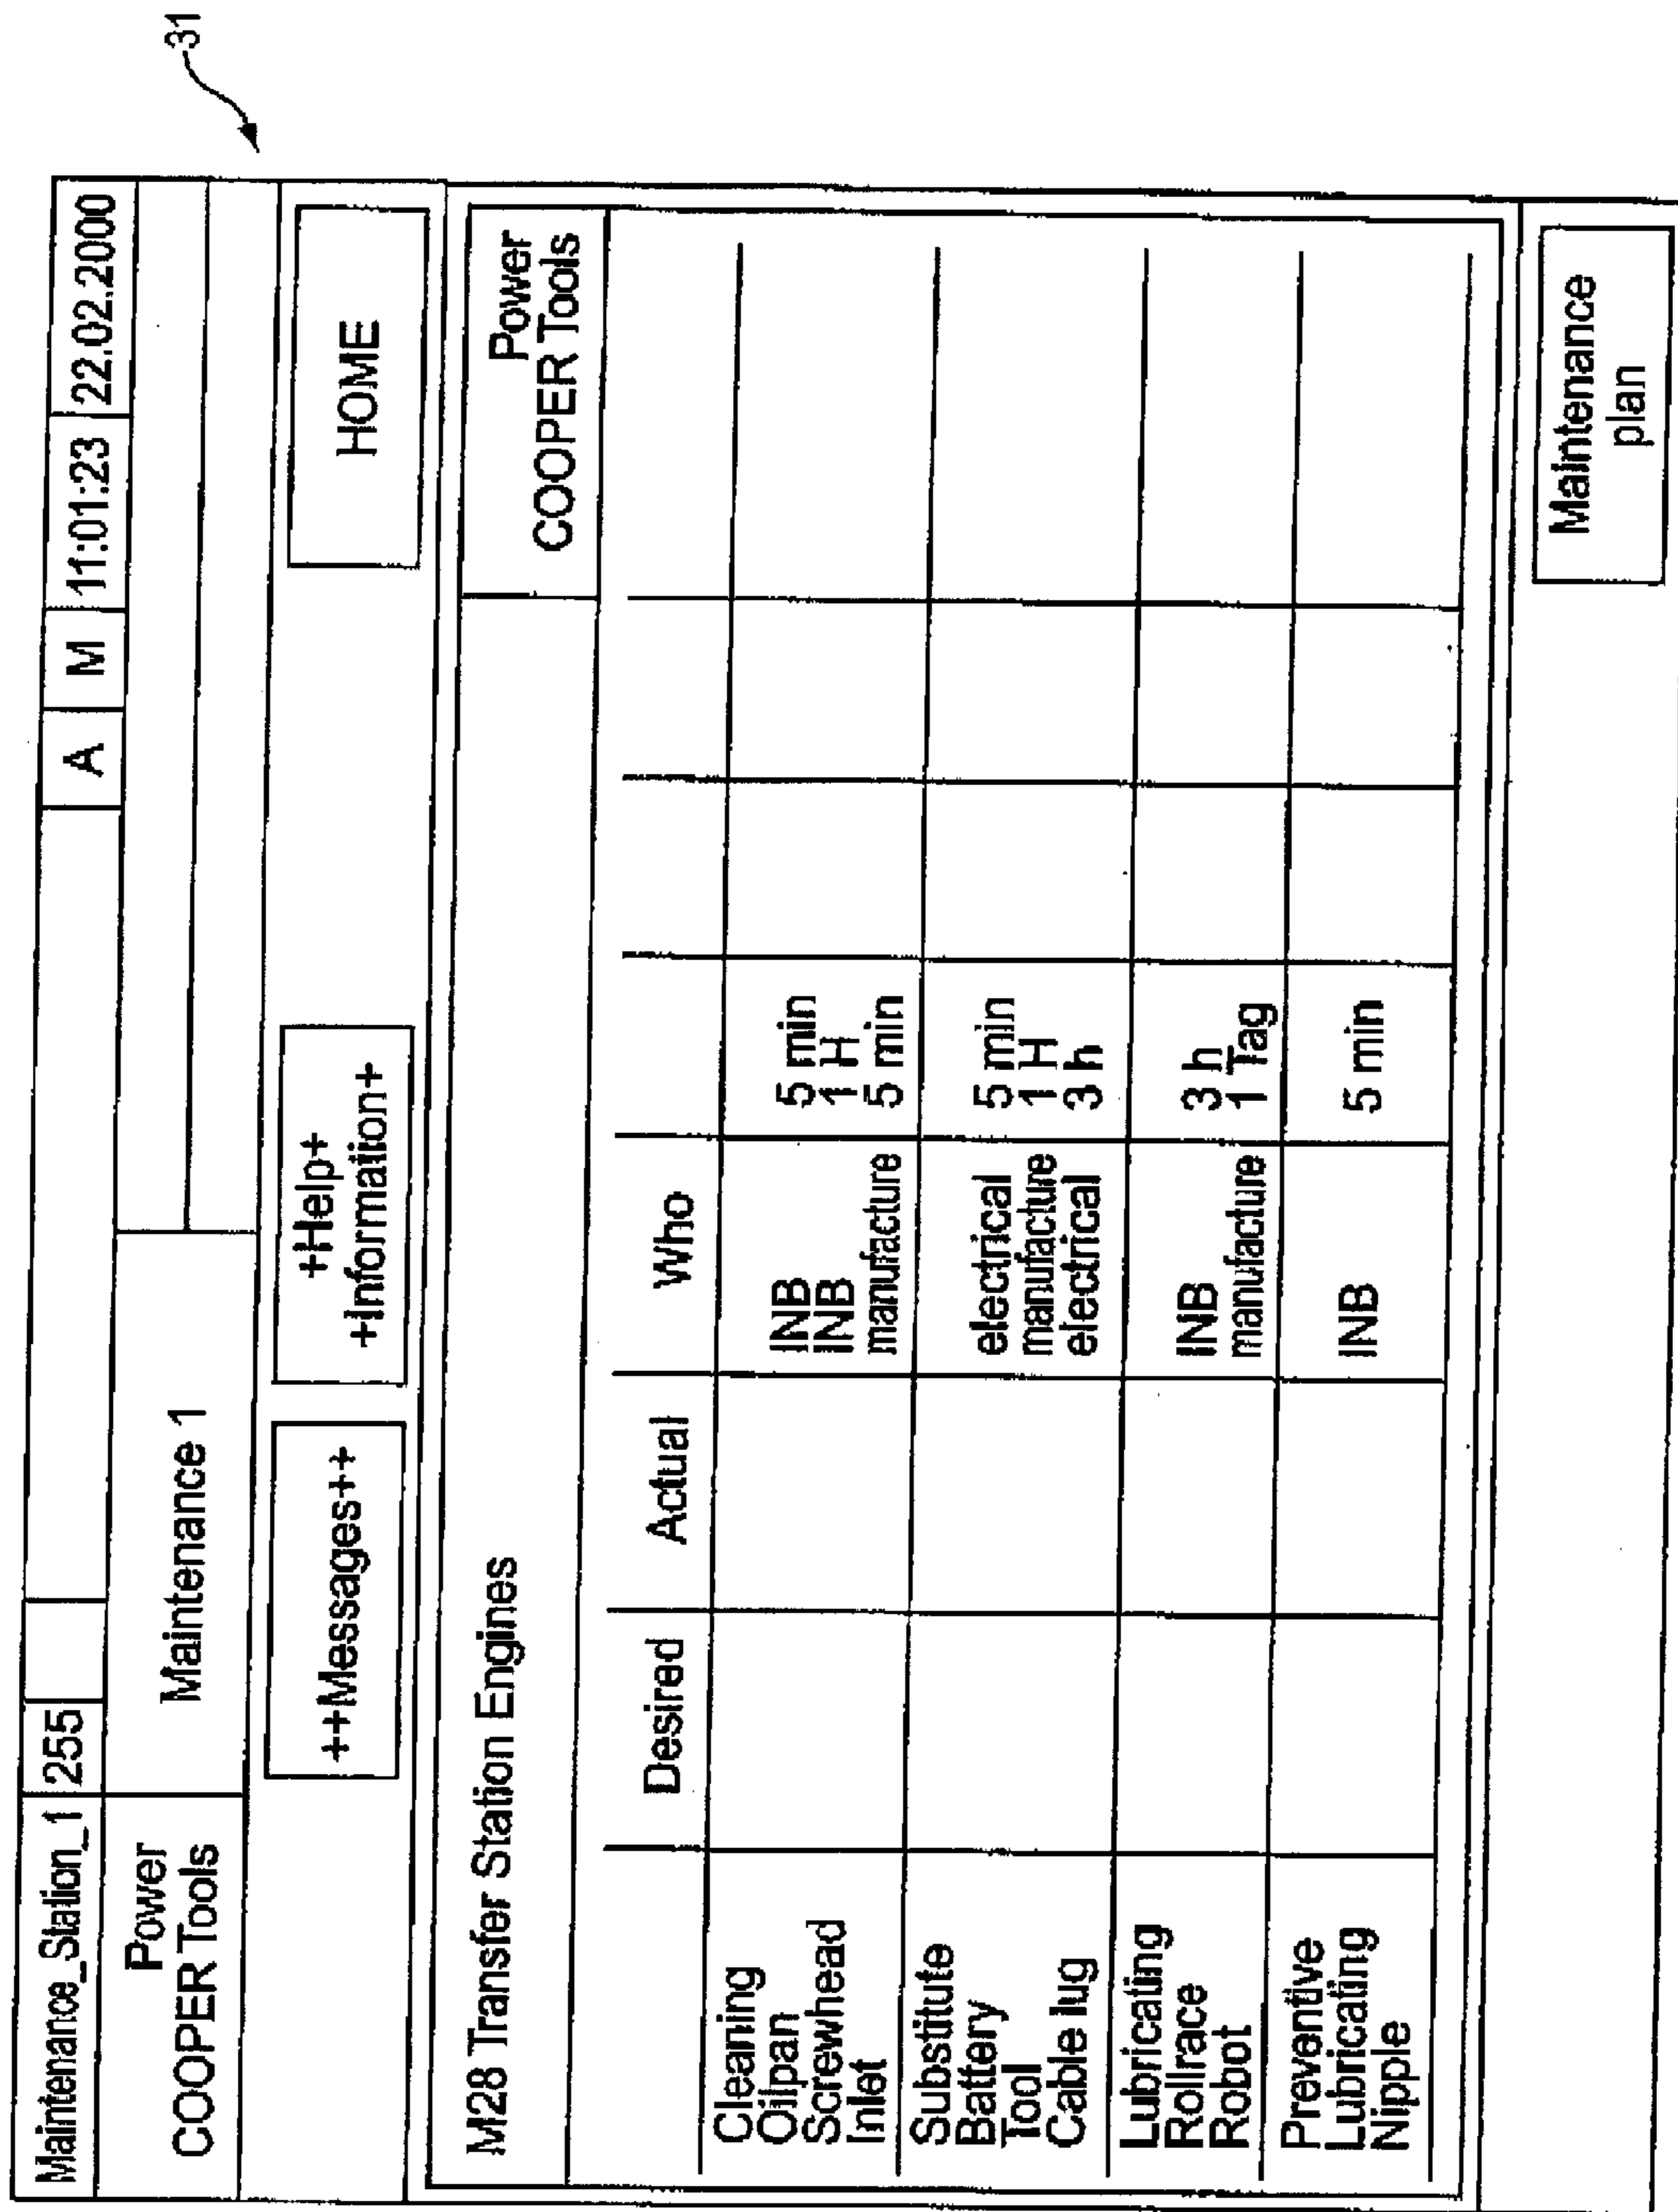 Maintenance_Station_1 255 A M 11:01:23 22.02.2000
Power
COOPER Tools
Maintenance 1
++Messages++
+Help+
+Information+
HOME
M28 Transfer Station Engines
Power
COOPER Tools
Desired Actual Who
Cleaning
Oilpan INB 5 min
Screwhead INB 1 H
Inlet manufacture 5 min
Substitute
Battery electrical 5 min
Tool manufacture 1 H
Cable lug electrical 3 h
Lubricating
Rollrace INB 3 h
Robot manufacture 1 Tag
Preventive
Lubricating INB 5 min
Nipple
Maintenance
plan
31